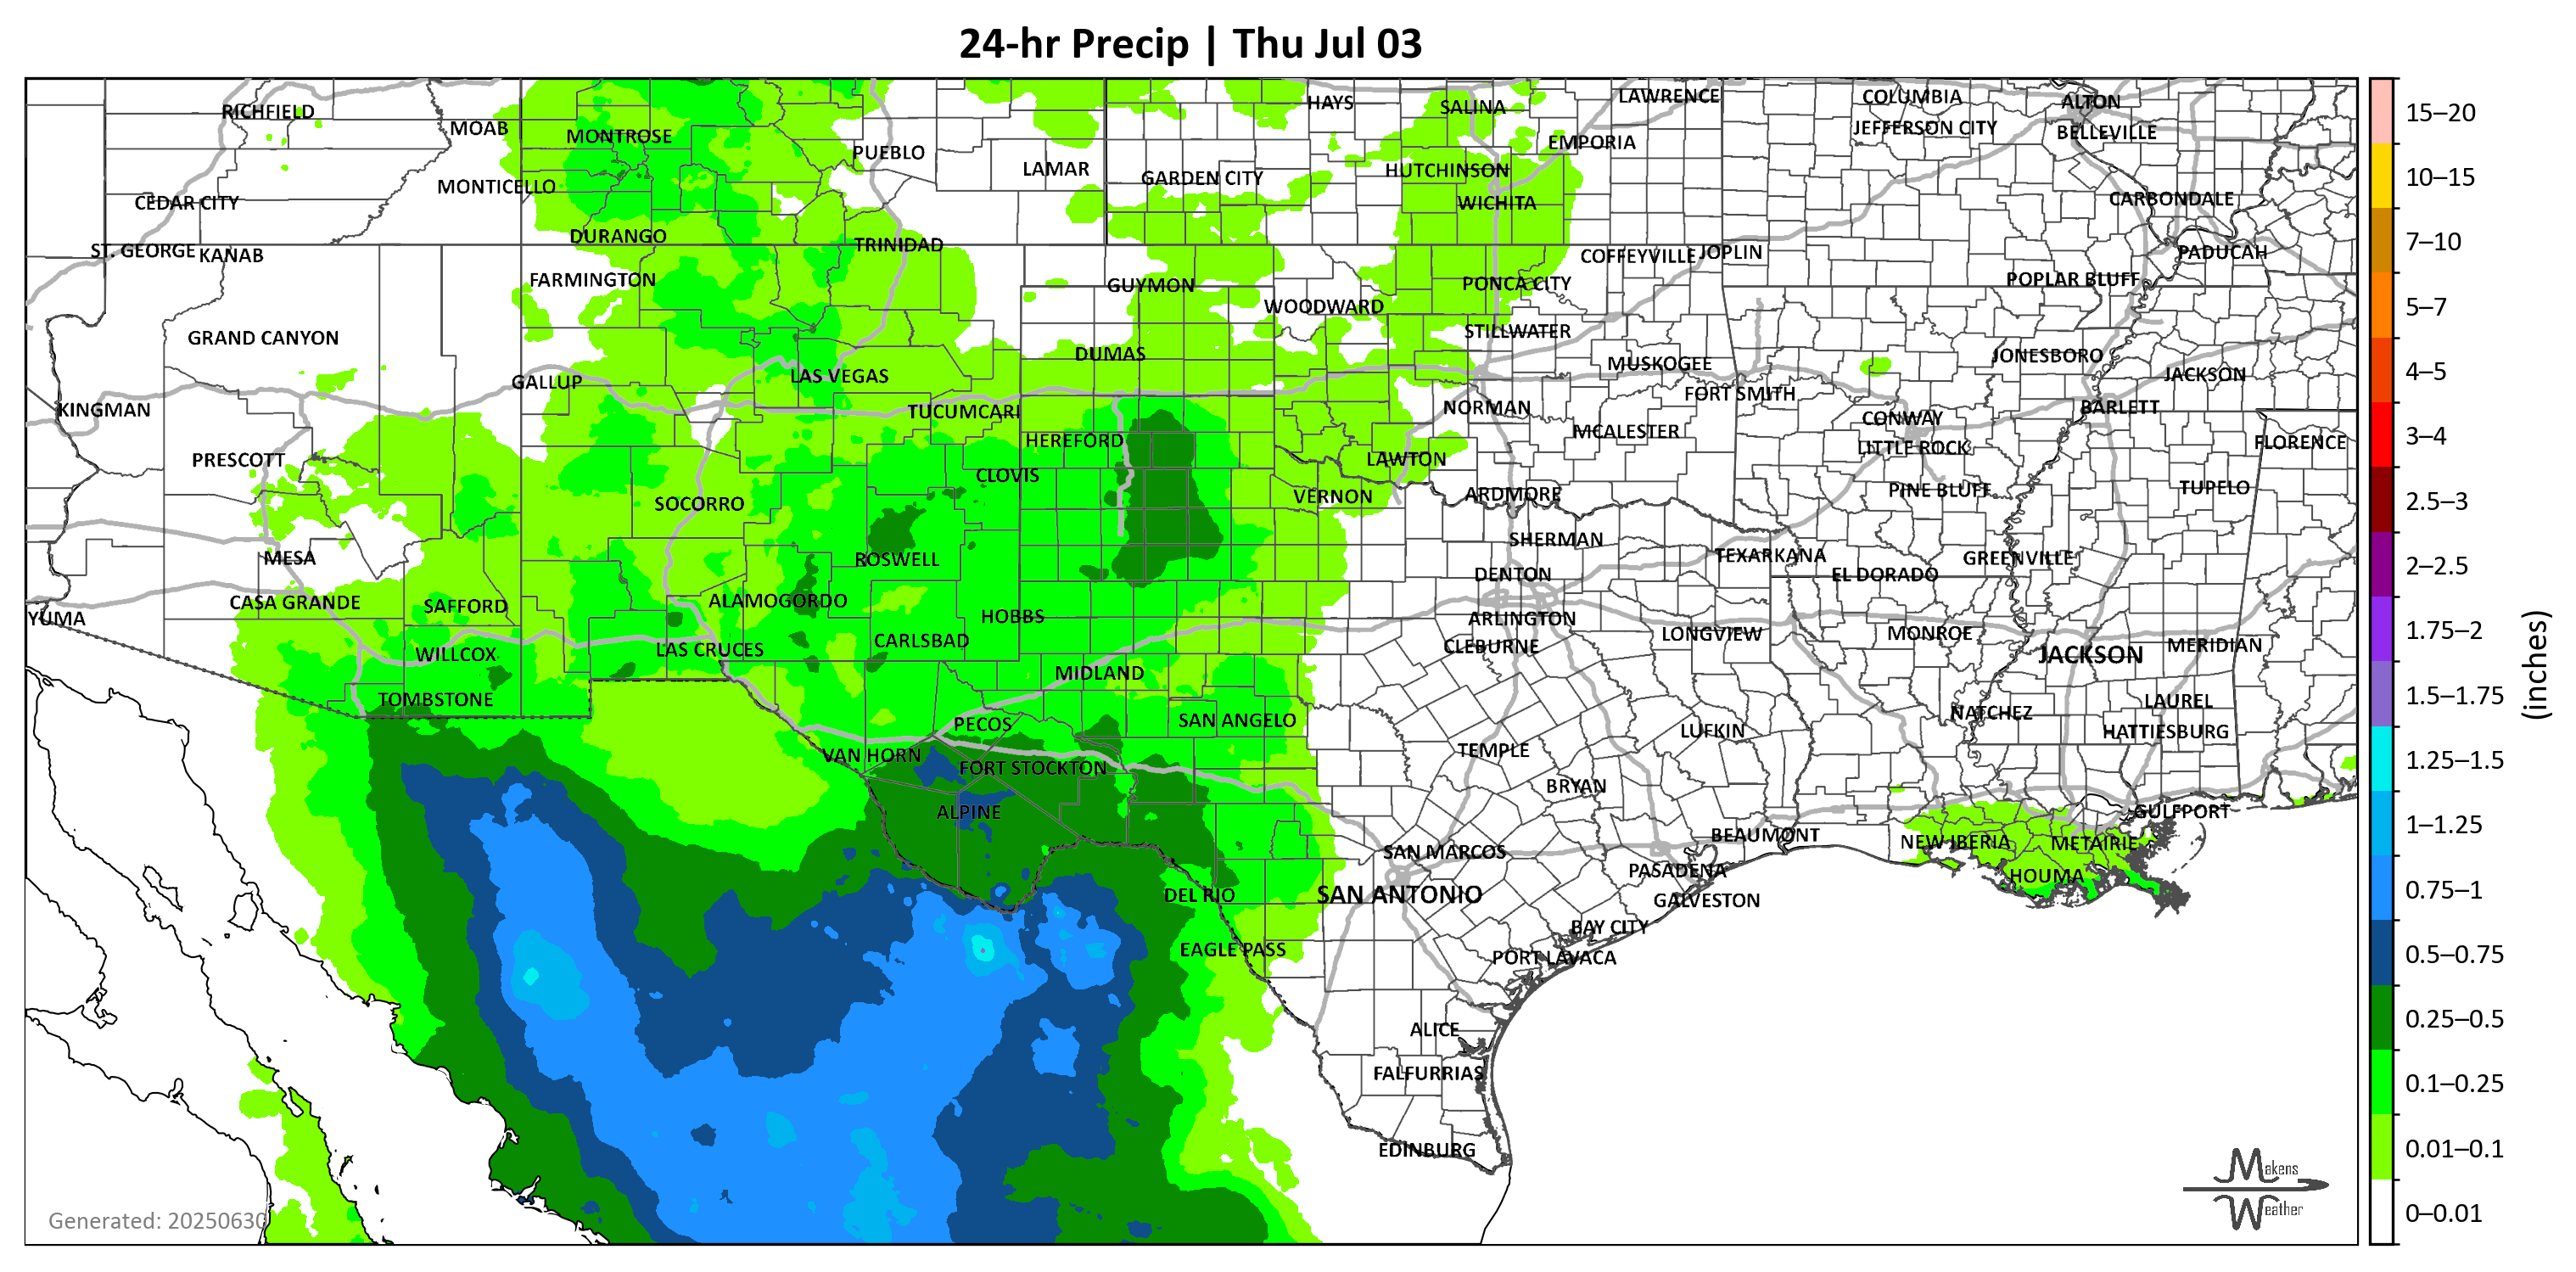 24-hr Precip | Thu Jul 03
RICHFIELD
MOAB
MONTROSE
PUEBLO
LAMAR
HAYS
SALINA
LAWRENCE
COLUMBIA
ALTON
JEFFERSON CITY
BELLEVILLE
EMPORIA
HUTCHINSON
GARDEN CITY
MONTICELLO
CEDAR CITY
WICHITA
CARBONDALE
DURANGO
TRINIDAD
ST. GEORGE
KANAB
COFFEYVILLE
JOPLIN
PADUCAH
FARMINGTON
GUYMON
PONCA CITY
POPLAR BLUFF
WOODWARD
GRAND CANYON
STILLWATER
DUMAS
MUSKOGEE
JONESBORO
GALLUP
LAS VEGAS
JACKSON
FORT SMITH
KINGMAN
TUCUMCARI
NORMAN
BARLETT
CONWAY
HEREFORD
MCALESTER
LITTLE ROCK
FLORENCE
PRESCOTT
LAWTON
CLOVIS
SOCORRO
VERNON
ARDMORE
PINE BLUFF
TUPELO
MESA
ROSWELL
SHERMAN
TEXARKANA
GREENVILLE
DENTON
EL DORADO
CASA GRANDE
SAFFORD
ALAMOGORDO
HOBBS
ARLINGTON
YUMA
LONGVIEW
MONROE
CARLSBAD
CLEBURNE
MERIDIAN
WILLCOX
LAS CRUCES
JACKSON
MIDLAND
TOMBSTONE
LAUREL
NATCHEZ
PECOS
SAN ANGELO
LUFKIN
HATTIESBURG
VAN HORN
TEMPLE
FORT STOCKTON
BRYAN
ALPINE
GULFPORT
BEAUMONT
NEW IBERIA
METAIRIE
SAN MARCOS
PASADENA
HOUMA
DEL RIO
SAN ANTONIO
GALVESTON
BAY CITY
EAGLE PASS
PORT LAVACA
ALICE
FALFURRIAS
EDINBURG
Generated: 20250630
Makens
Weather
15–20
10–15
7–10
5–7
4–5
3–4
2.5–3
2–2.5
1.75–2
1.5–1.75
1.25–1.5
1–1.25
0.75–1
0.5–0.75
0.25–0.5
0.1–0.25
0.01–0.1
0–0.01
(inches)